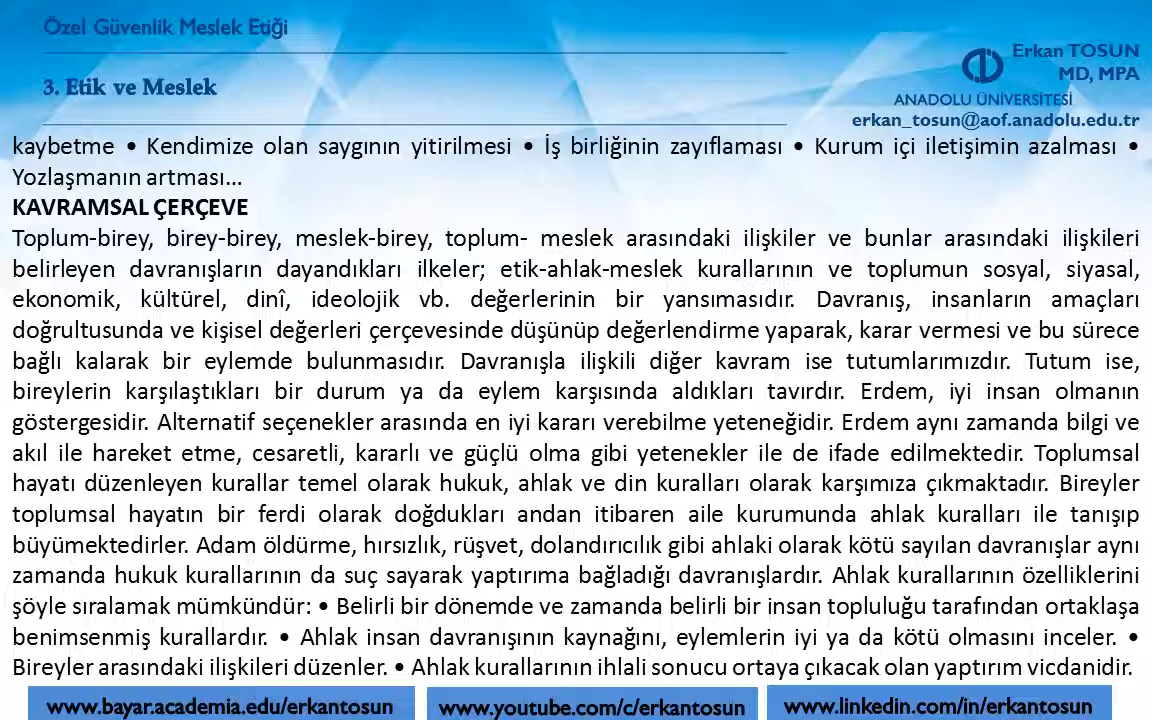 Özel Güvenlik Meslek Etiği
Erkan TOSUN
MD, MPA
3. Etik ve Meslek
ANADOLU ÜNİVERSİTESİ
erkan_tosun@aof.anadolu.edu.tr
kaybetme • Kendimize olan saygının yitirilmesi • İş birliğinin zayıflaması • Kurum içi iletişimin azalması •
Yozlaşmanın artması...
KAVRAMSAL ÇERÇEVE
Toplum-birey, birey-birey, meslek-birey, toplum- meslek arasındaki ilişkiler ve bunlar arasındaki ilişkileri
belirleyen davranışların dayandıkları ilkeler; etik-ahlak-meslek kurallarının ve toplumun sosyal, siyasal,
ekonomik, kültürel, dinî, ideolojik vb. değerlerinin bir yansımasıdır. Davranış, insanların amaçları
doğrultusunda ve kişisel değerleri çerçevesinde düşünüp değerlendirme yaparak, karar vermesi ve bu sürece
bağlı kalarak bir eylemde bulunmasıdır. Davranışla ilişkili diğer kavram ise tutumlarımızdır. Tutum ise,
bireylerin karşılaştıkları bir durum ya da eylem karşısında aldıkları tavırdır. Erdem, iyi insan olmanın
göstergesidir. Alternatif seçenekler arasında en iyi kararı verebilme yeteneğidir. Erdem aynı zamanda bilgi ve
akıl ile hareket etme, cesaretli, kararlı ve güçlü olma gibi yetenekler ile de ifade edilmektedir. Toplumsal
hayatı düzenleyen kurallar temel olarak hukuk, ahlak ve din kuralları olarak karşımıza çıkmaktadır. Bireyler
toplumsal hayatın bir ferdi olarak doğdukları andan itibaren aile kurumunda ahlak kuralları ile tanışıp
büyümektedirler. Adam öldürme, hırsızlık, rüşvet, dolandırıcılık gibi ahlaki olarak kötü sayılan davranışlar aynı
zamanda hukuk kurallarının da suç sayarak yaptırıma bağladığı davranışlardır. Ahlak kurallarının özelliklerini
şöyle sıralamak mümkündür: • Belirli bir dönemde ve zamanda belirli bir insan topluluğu tarafından ortaklaşa
benimsenmiş kurallardır. • Ahlak insan davranışının kaynağını, eylemlerin iyi ya da kötü olmasını inceler. •
Bireyler arasındaki ilişkileri düzenler. • Ahlak kurallarının ihlali sonucu ortaya çıkacak olan yaptırım vicdanidir.
www.bayar.academia.edu/erkantosun
www.youtube.com/c/erkantosun
www.linkedin.com/in/erkantosun